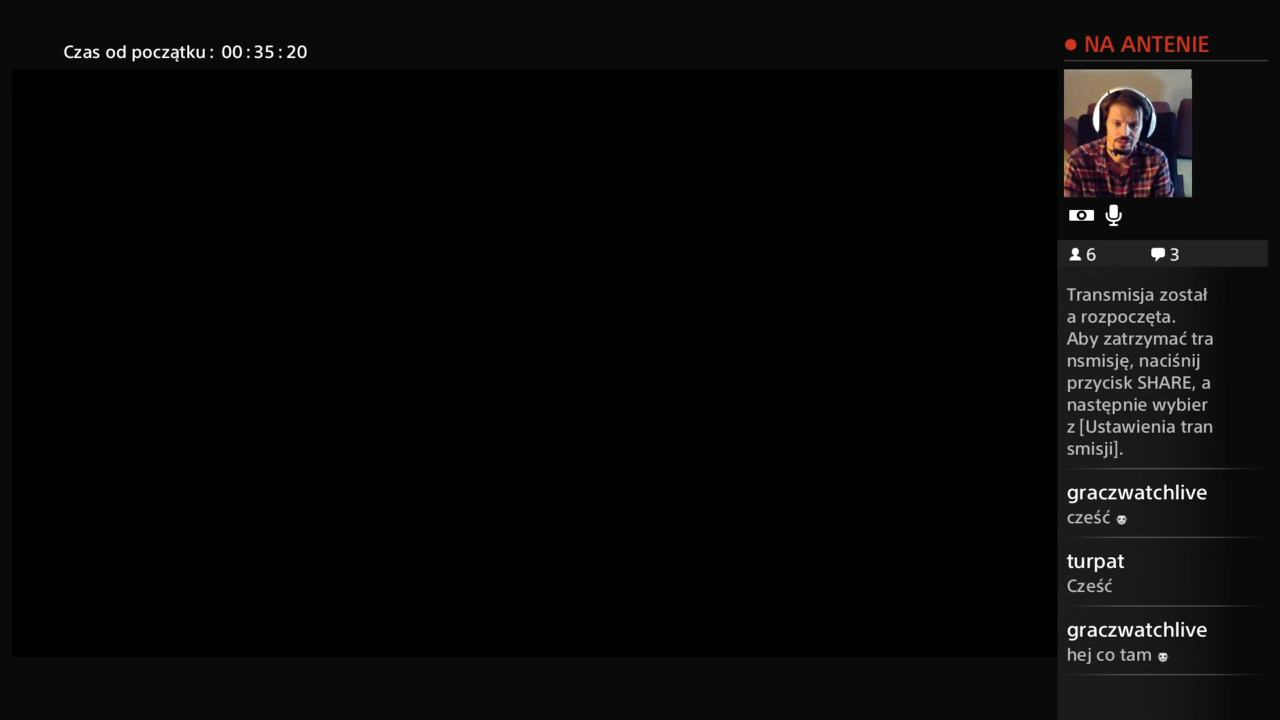 Czas od początku: 00:35:20
NA ANTENIE
6 3
Transmisja został
a rozpoczęta.
Aby zatrzymać tra
nsmisję, naciśnij
przycisk SHARE, a
następnie wybier
z [Ustawienia tran
smisji].
graczwatchlive
cześć
turpat
Cześć
graczwatchlive
hej co tam